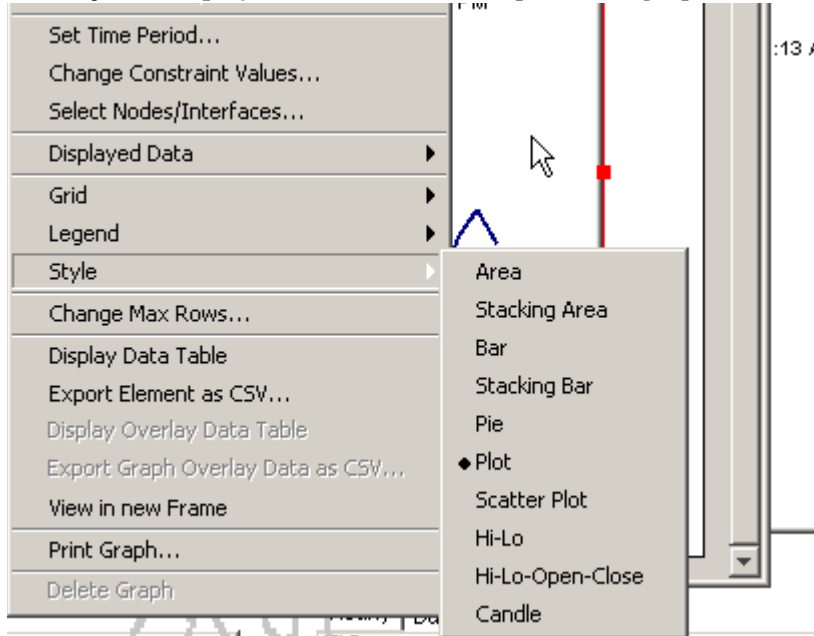 PM
:13 A
Set Time Period...
Change Constraint Values...
Select Nodes/Interfaces...
Displayed Data
Grid
Legend
Style
Change Max Rows...
Display Data Table
Export Element as CSV...
Display Overlay Data Table
Export Graph Overlay Data as CSV...
View in new Frame
Print Graph...
Delete Graph
Area
Stacking Area
Bar
Stacking Bar
Pie
Plot
Scatter Plot
Hi-Lo
Hi-Lo-Open-Close
Candle